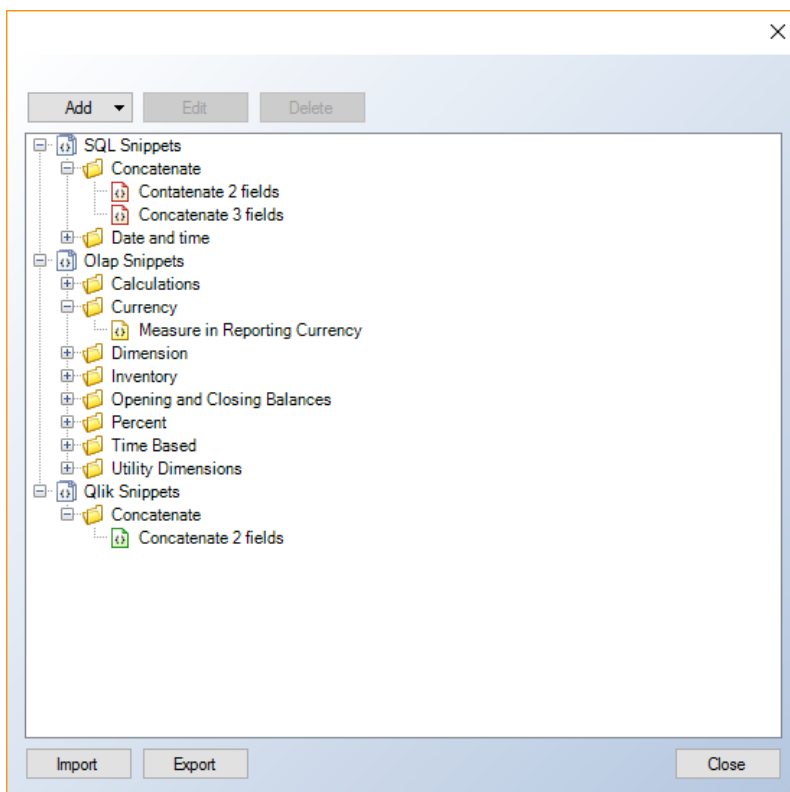 Add Edit Delete
SQL Snippets
Concatenate
Contatenate 2 fields
Concatenate 3 fields
Date and time
Olap Snippets
Calculations
Currency
Measure in Reporting Currency
Dimension
Inventory
Opening and Closing Balances
Percent
Time Based
Utility Dimensions
Qlik Snippets
Concatenate
Concatenate 2 fields
Import Export Close